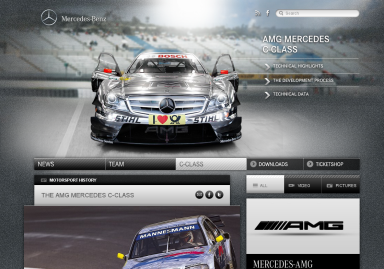 Mercedes-Benz
Search
AMG MERCEDES
C-CLASS
TECHNICAL HIGHLIGHTS
THE DEVELOPMENT PROCESS
TECHNICAL DATA
BOSCH
STIHL
I
DP
STIHL
AMG
NEWS
TEAM
C-CLASS
DOWNLOADS
TICKETSHOP
MOTORSPORT HISTORY
THE AMG MERCEDES C-CLASS
ALL
VIDEO
PICTURES
MANNESMANN
AMG
MERCEDES-AMG